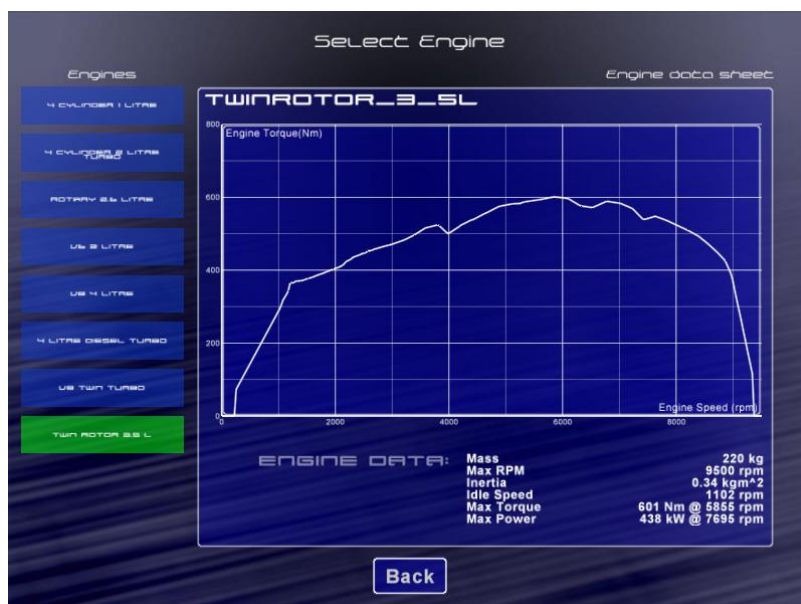 Select Engine
Engines
Engine data sheet
4 CYLINDER 1 LITRE
4 CYLINDER 2 LITRE
TURBO
ROTARY 2.6 LITRE
V6 3 LITRE
V8 4 LITRE
4 LITRE DIESEL TURBO
V8 TWIN TURBO
TWIN ROTOR 3.5 L
TWINROTOR_3_5L
Engine Torque(Nm)
800
600
400
200
0
0 2000 4000 6000 8000
Engine Speed (rpm)
ENGINE DATA:
Mass 220 kg
Max RPM 9500 rpm
Inertia 0.34 kgm^2
Idle Speed 1102 rpm
Max Torque 601 Nm @ 5855 rpm
Max Power 438 kW @ 7695 rpm
Back